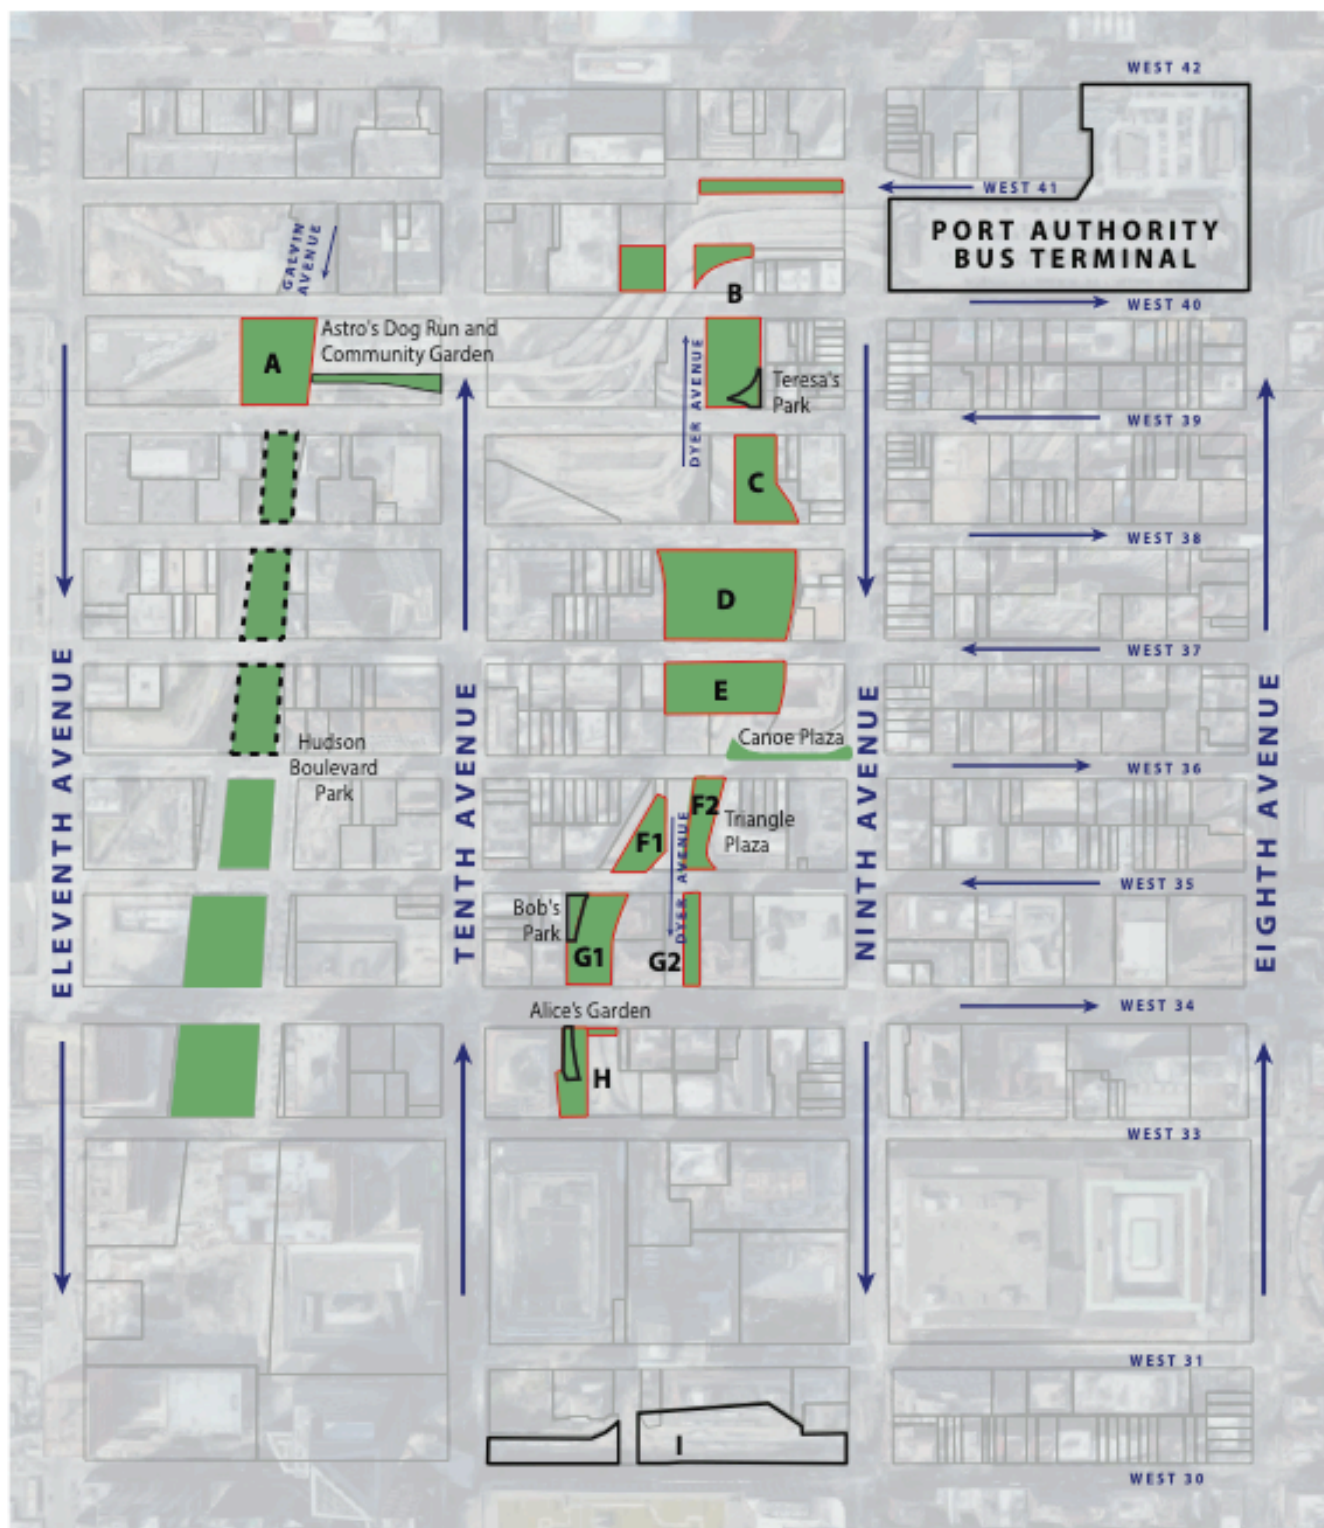 WEST 42
WEST 41
PORT AUTHORITY
BUS TERMINAL
GALVIN
AVENUE
B
WEST 40
Astro's Dog Run and
Community Garden
A
DYER AVENUE
Teresa's
Park
WEST 39
C
WEST 38
D
WEST 37
E
Canoe Plaza
Hudson
Boulevard
Park
WEST 36
ELEVENTH AVENUE
TENTH AVENUE
NINTH AVENUE
EIGHTH AVENUE
F2
F1
Triangle
Plaza
DYER AVENUE
WEST 35
Bob's
Park
G1
G2
WEST 34
Alice's Garden
H
WEST 33
WEST 31
I
WEST 30